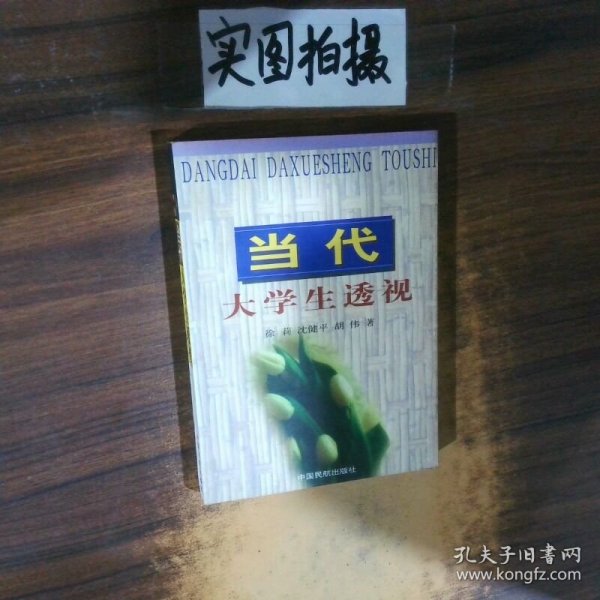 实图拍摄
DANGDAI DAXUESHENG TOUSHI
当代
大学生透视
徐莉 沈健平 胡伟 著
中国民航出版社
孔夫子旧书网
www.kongfz.com